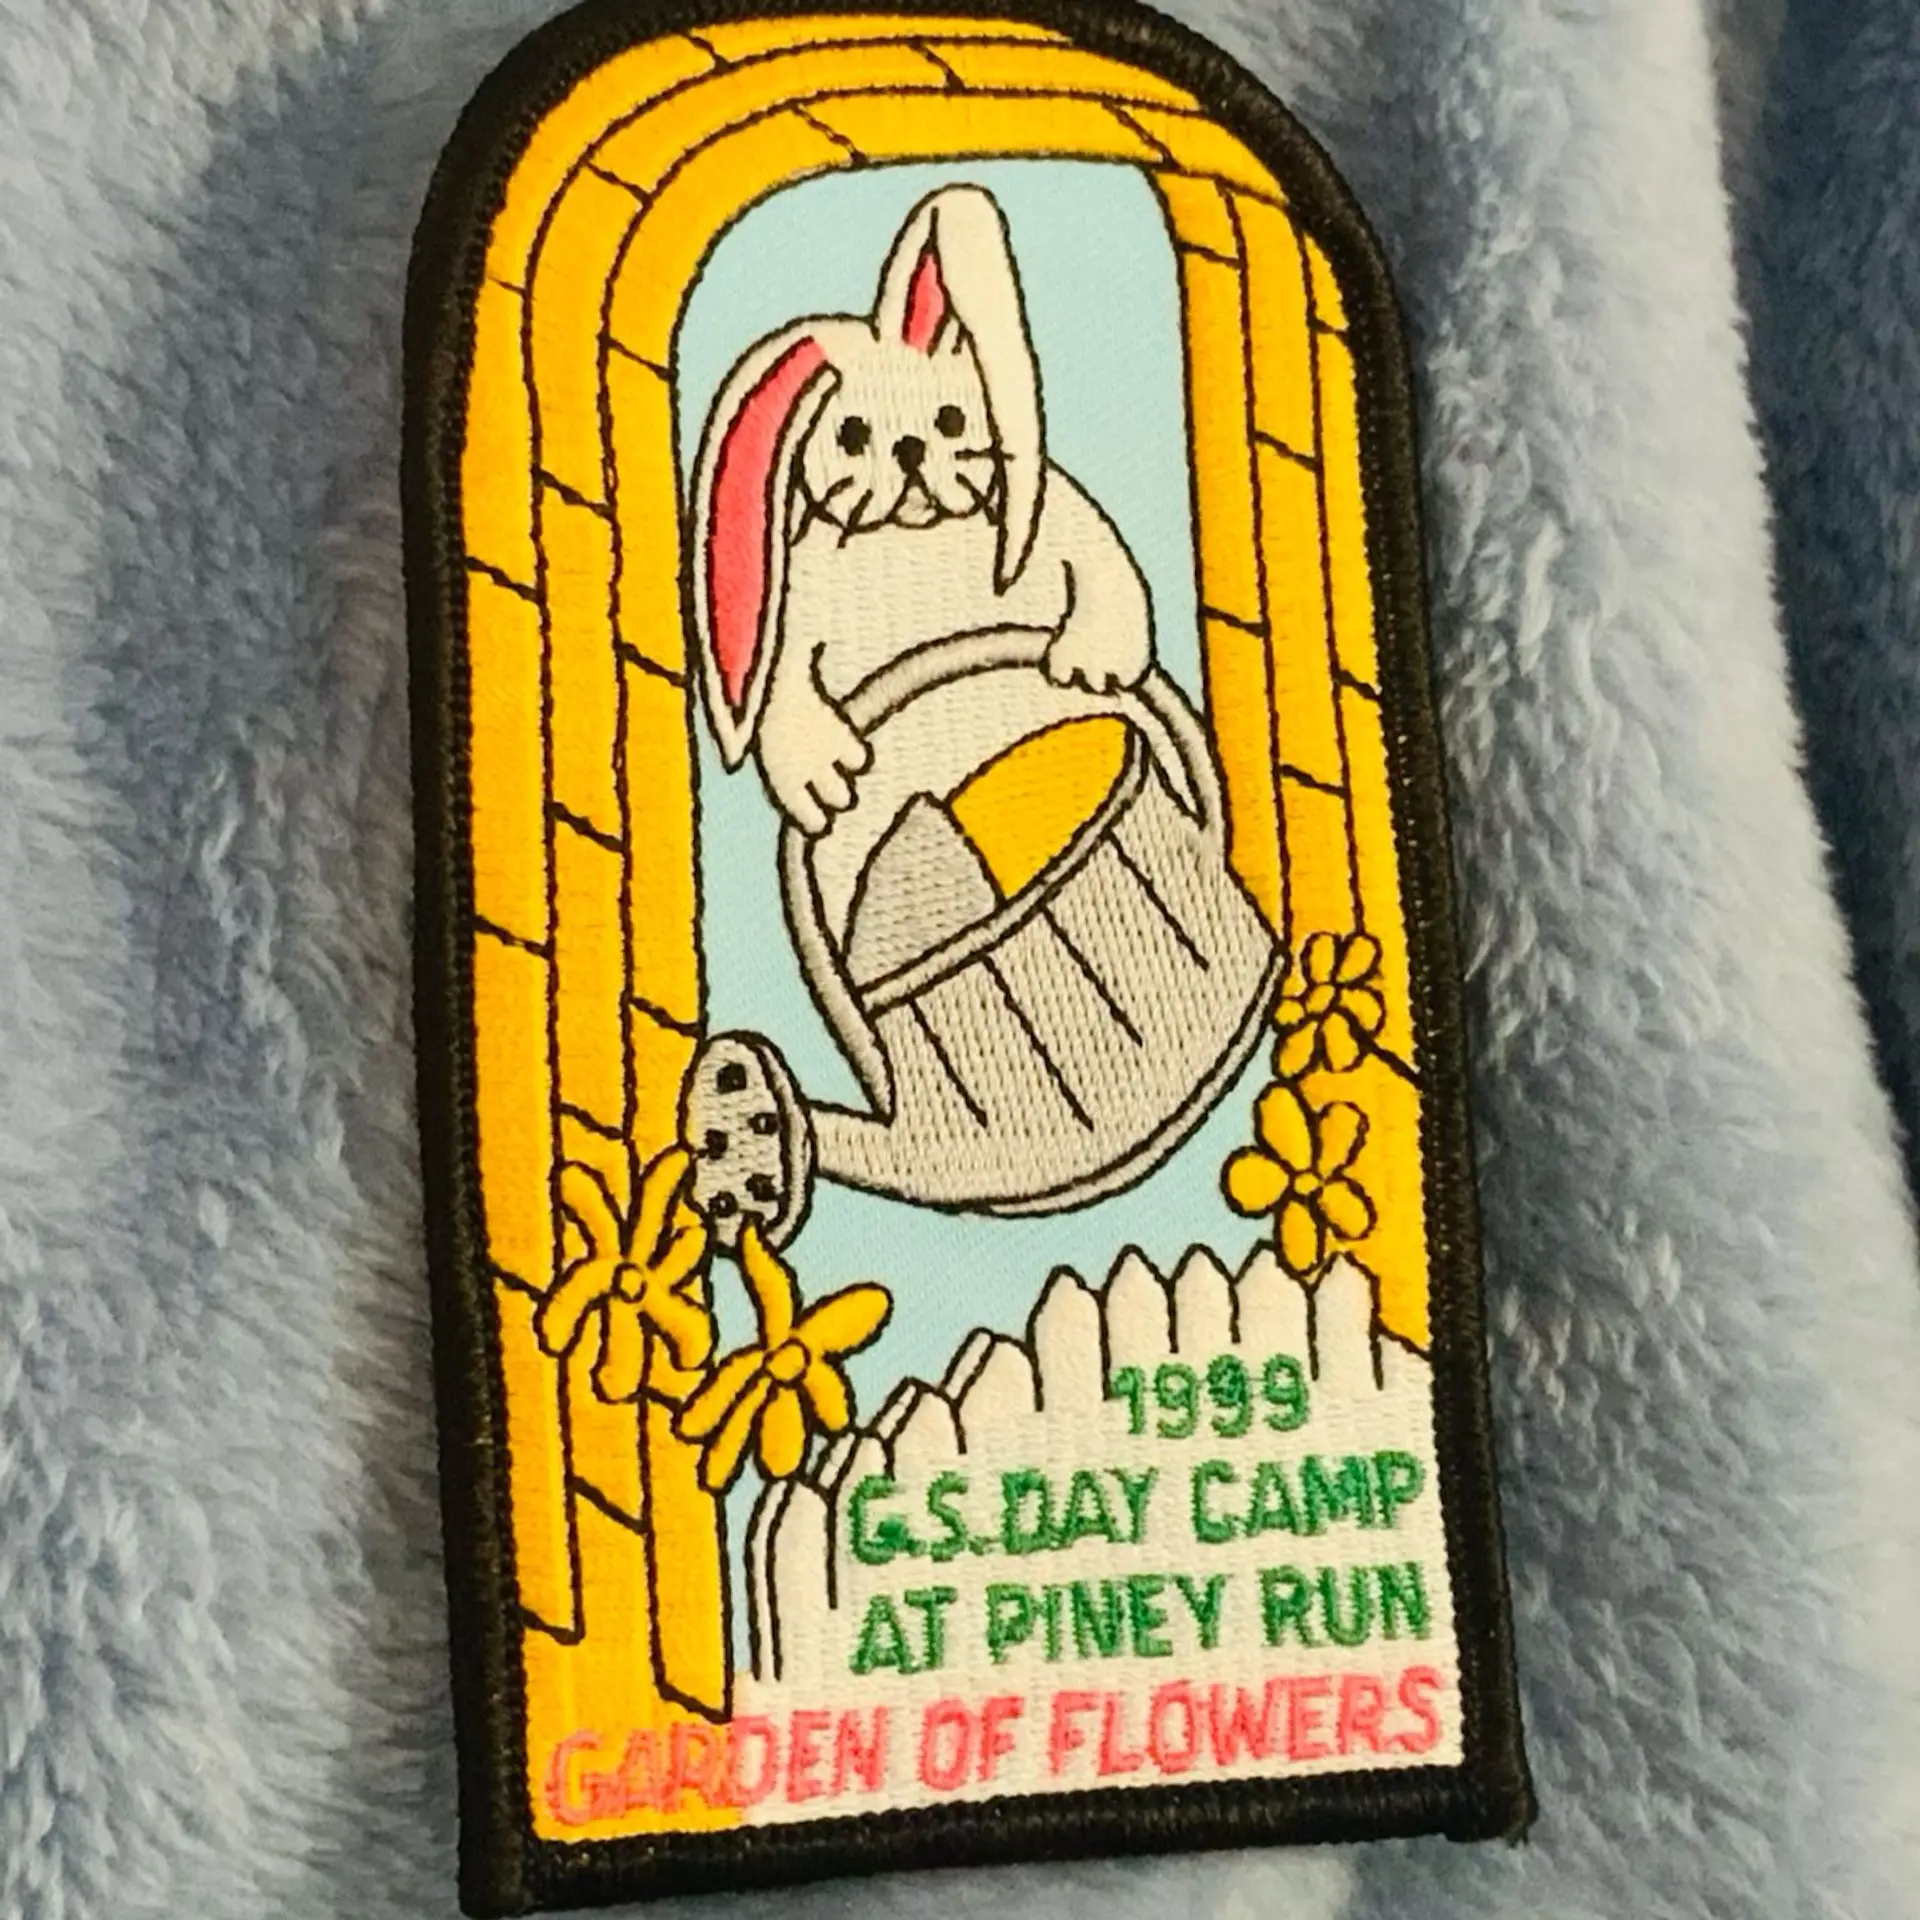 1999
G.S. DAY CAMP
AT PINEY RUN
GARDEN OF FLOWERS